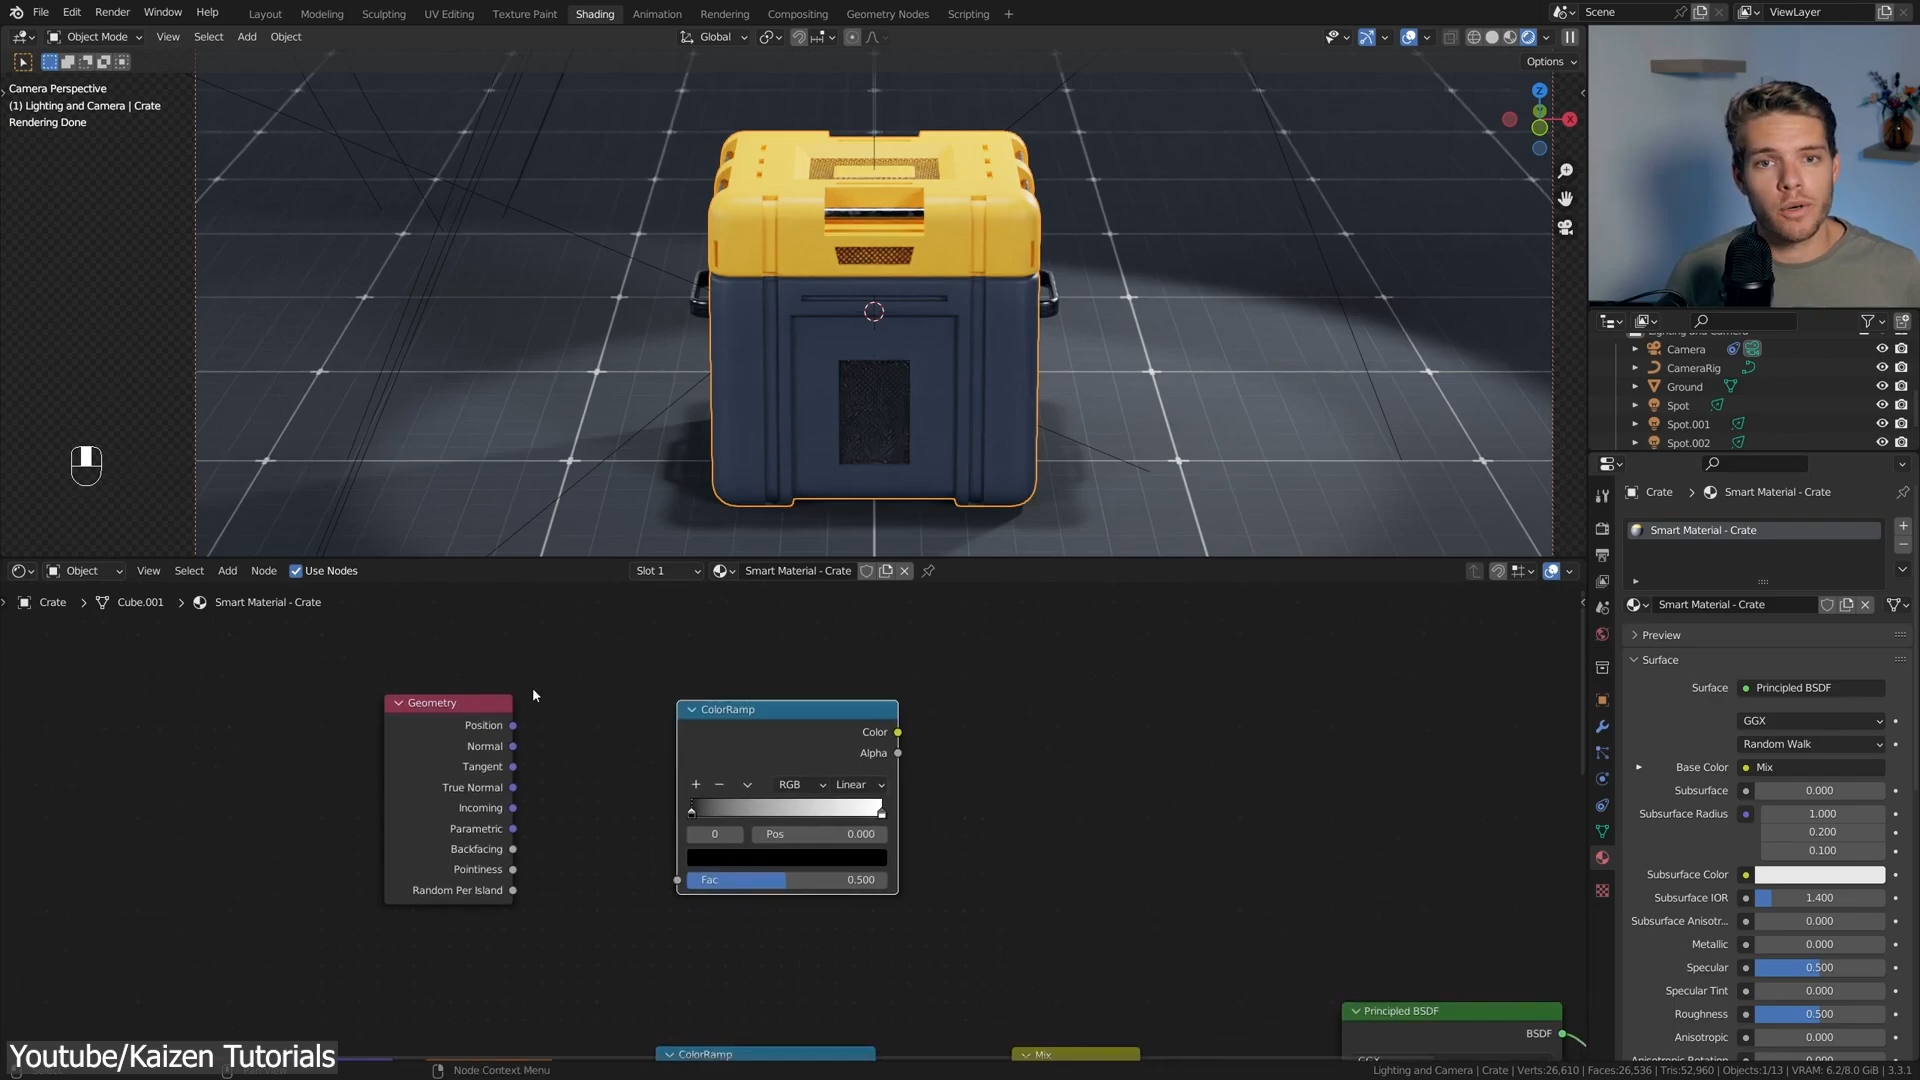 File Edit Render Window Help Layout Modeling Sculpting UV Editing Texture Paint Shading Animation Rendering Compositing Geometry Nodes Scripting + Scene ViewLayer
Object Mode View Select Add Object Global
Options
Camera Perspective
(1) Lighting and Camera | Crate
Rendering Done
Z
X
Camera
CameraRig
Ground
Spot
Spot.001
Spot.002
Crate > Smart Material - Crate
Smart Material - Crate
Smart Material - Crate
Preview
Surface
Surface Principled BSDF
GGX
Random Walk
Base Color Mix
Subsurface 0.000
Subsurface Radius 1.000
0.200
0.100
Subsurface Color
Subsurface IOR 1.400
Subsurface Anisotr... 0.000
Metallic 0.000
Specular 0.500
Specular Tint 0.000
Roughness 0.500
Anisotropic 0.000
Object View Select Add Node Use Nodes Slot 1 Smart Material - Crate
Crate > Cube.001 > Smart Material - Crate
Geometry
Position
Normal
Tangent
True Normal
Incoming
Parametric
Backfacing
Pointiness
Random Per Island
ColorRamp
Color
Alpha
+ − RGB Linear
0 Pos 0.000
Fac 0.500
Principled BSDF
BSDF
GGX
ColorRamp
Mix
Youtube/Kaizen Tutorials
Node Context Menu
Lighting and Camera | Crate | Verts:26,610 | Faces:26,536 | Tris:52,960 | Objects:1/13 | VRAM: 6.2/8.0 GiB | 3.3.1